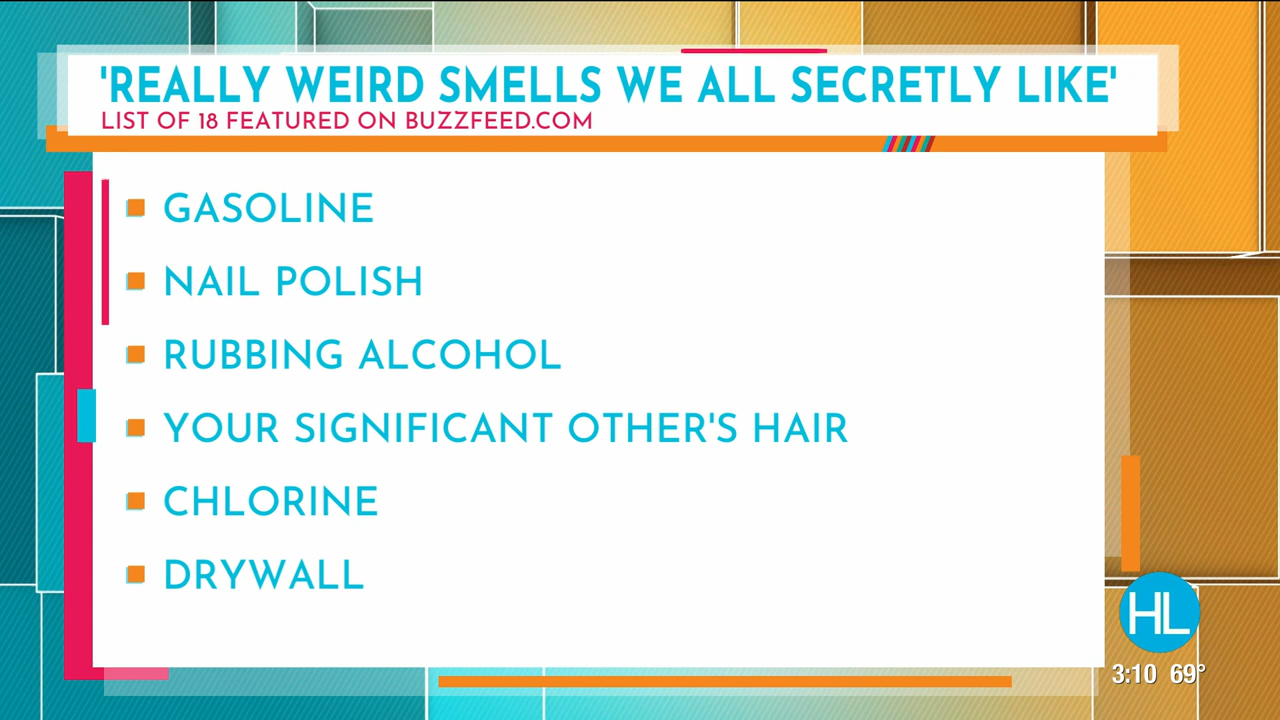 'REALLY WEIRD SMELLS WE ALL SECRETLY LIKE'
LIST OF 18 FEATURED ON BUZZFEED.COM
GASOLINE
NAIL POLISH
RUBBING ALCOHOL
YOUR SIGNIFICANT OTHER'S HAIR
CHLORINE
DRYWALL
HL
3:10 69°